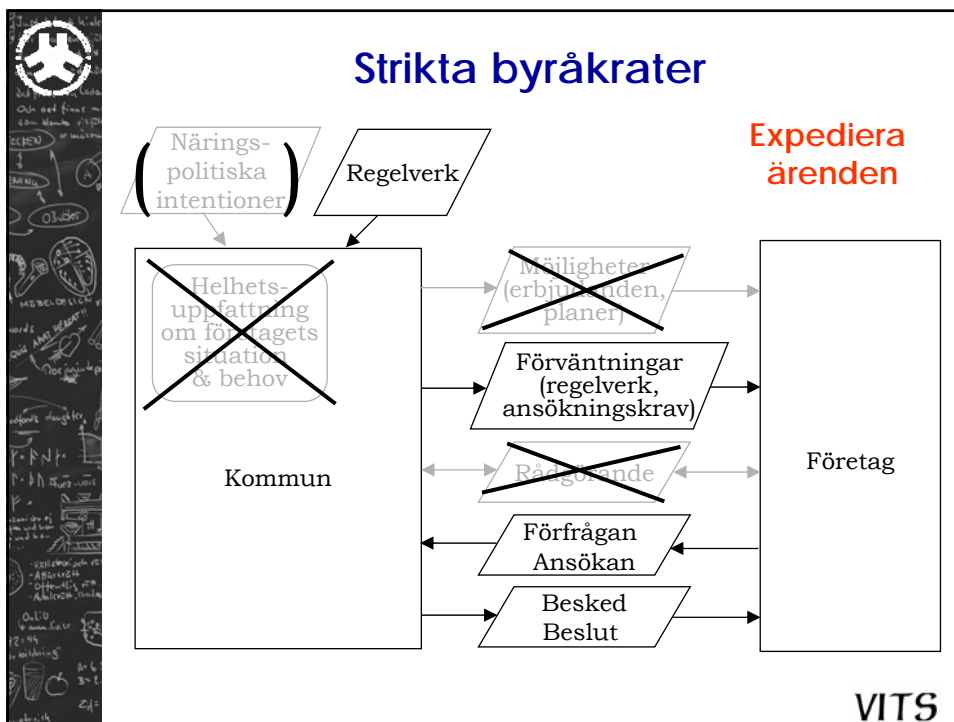 Strikta byråkrater
Expediera
ärenden
Närings-
politiska
intentioner
( )
Regelverk
Helhets-
uppfattning
om företagets
situation
& behov
Kommun
Möjligheter
(erbjudanden,
planer)
Förväntningar
(regelverk,
ansökningskrav)
Rådgörande
Förfrågan
Ansökan
Besked
Beslut
Företag
VITS